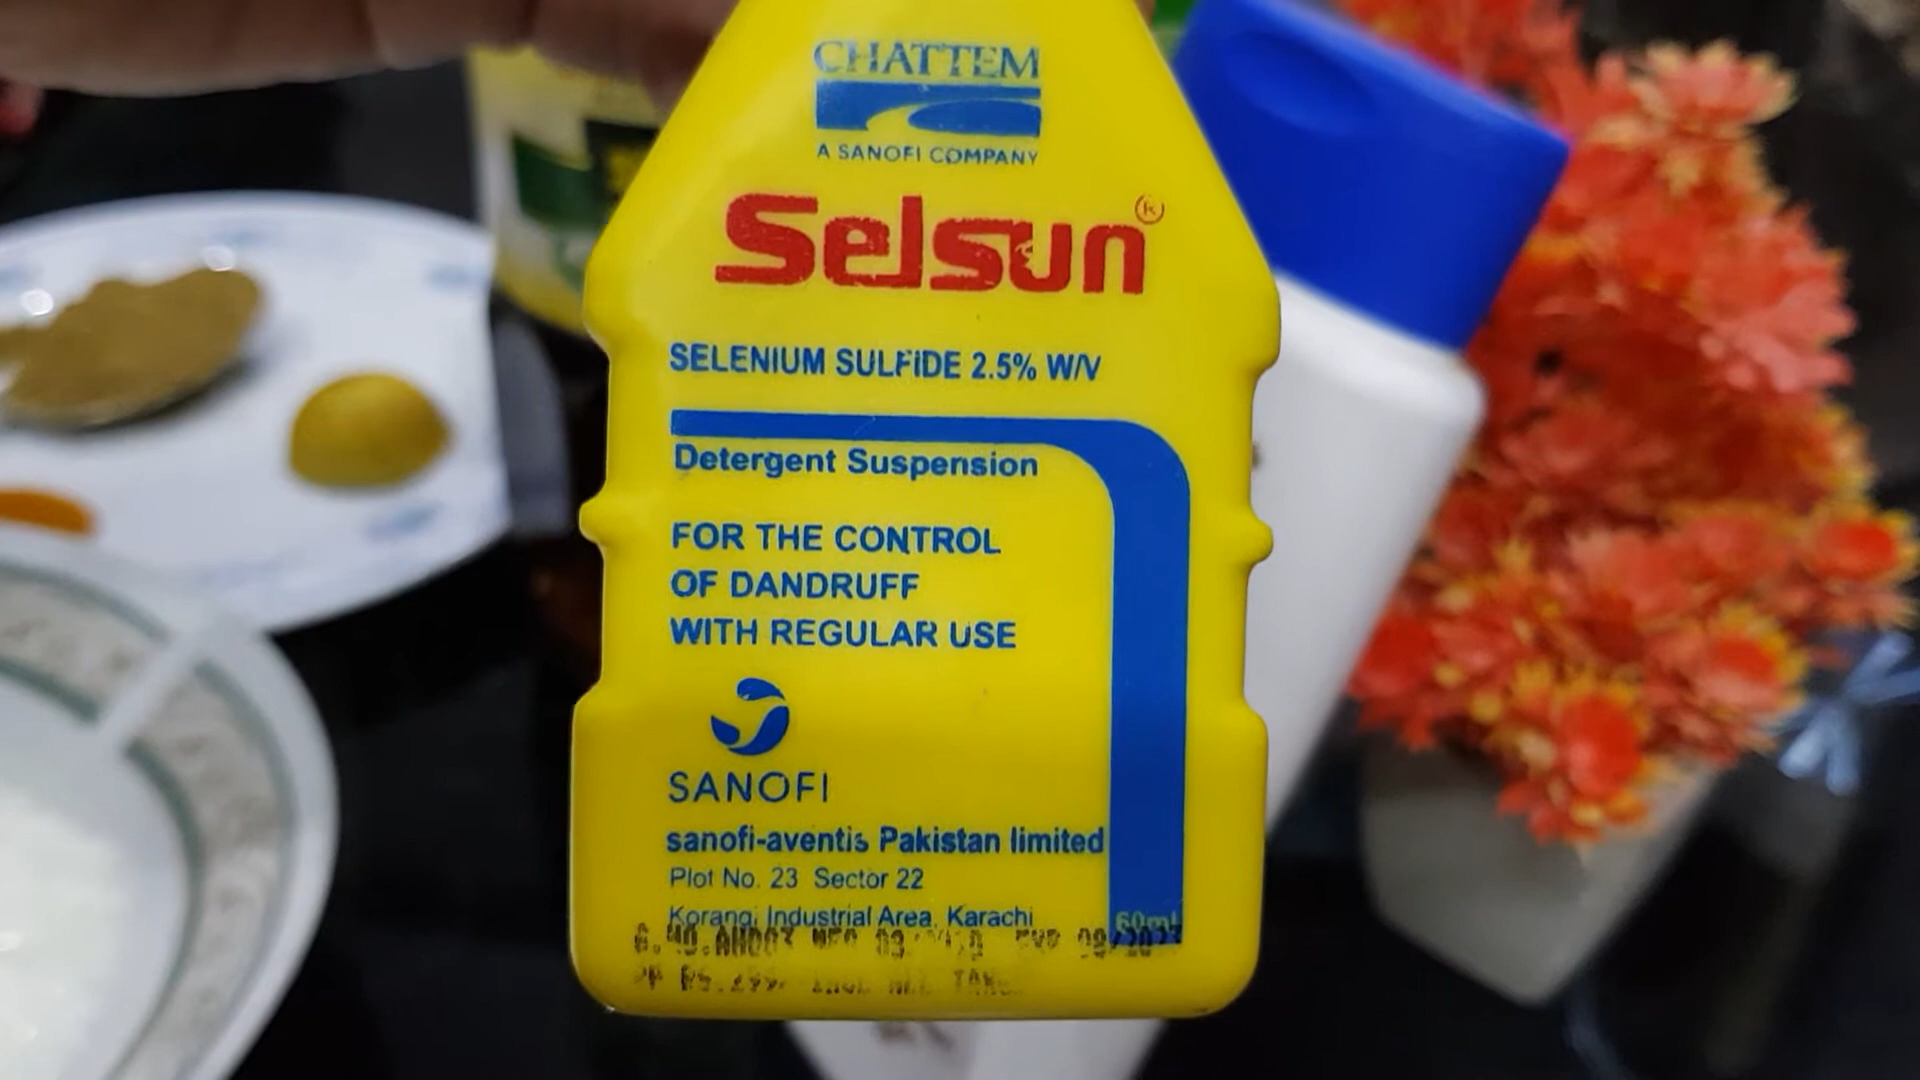 CHATTEM
A SANOFI COMPANY
Selsun®
SELENIUM SULFIDE 2.5% W/V
Detergent Suspension
FOR THE CONTROL
OF DANDRUFF
WITH REGULAR USE
SANOFI
sanofi-aventis Pakistan limited
Plot No. 23 Sector 22
Korangi Industrial Area, Karachi
60ml